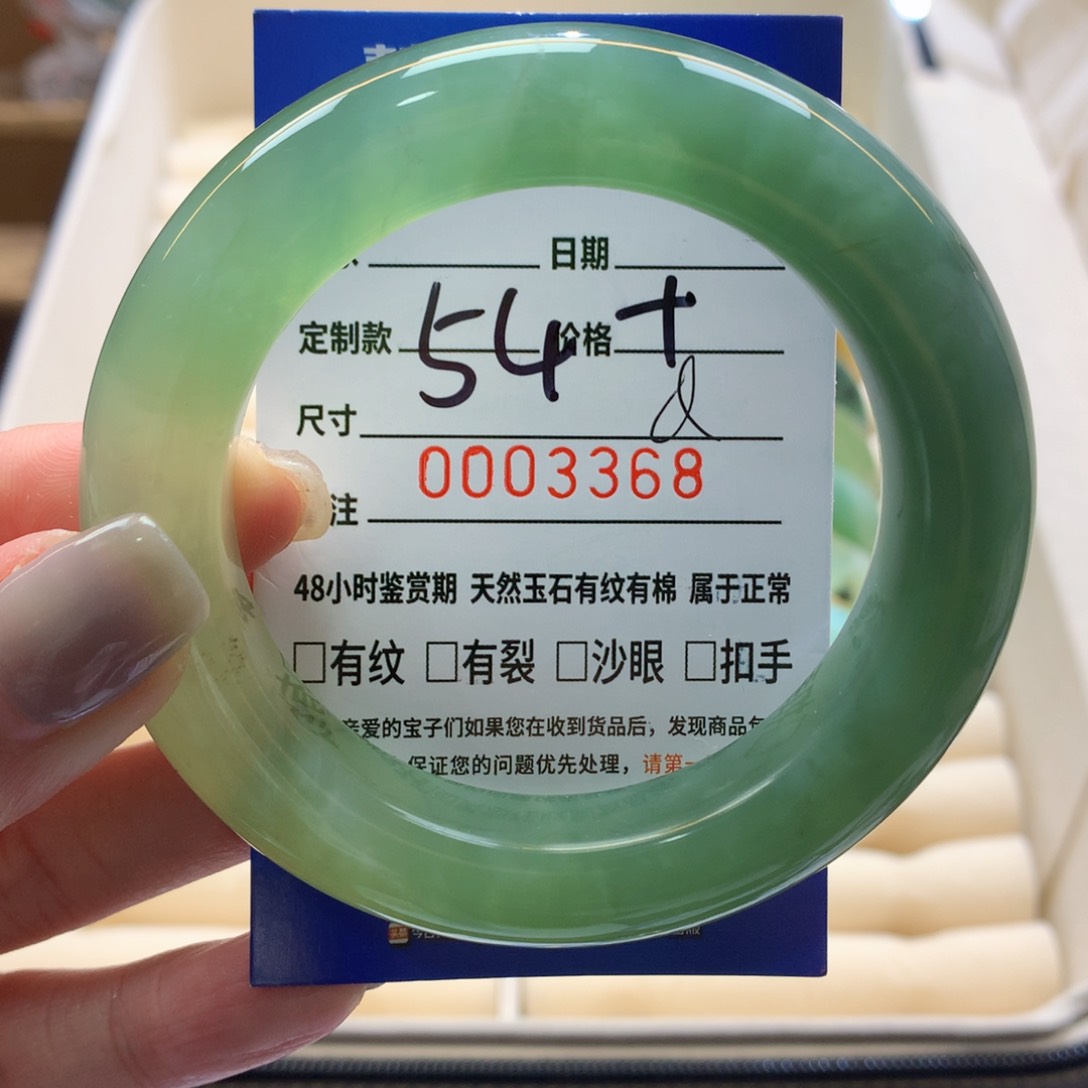 日期
定制款 54+ 价格
d
尺寸
0003368
注
48小时鉴赏期 天然玉石有纹有棉 属于正常
□有纹 □有裂 □沙眼 □扣手
亲爱的宝子们如果您在收到货品后，发现商品
保证您的问题优先处理，请第一